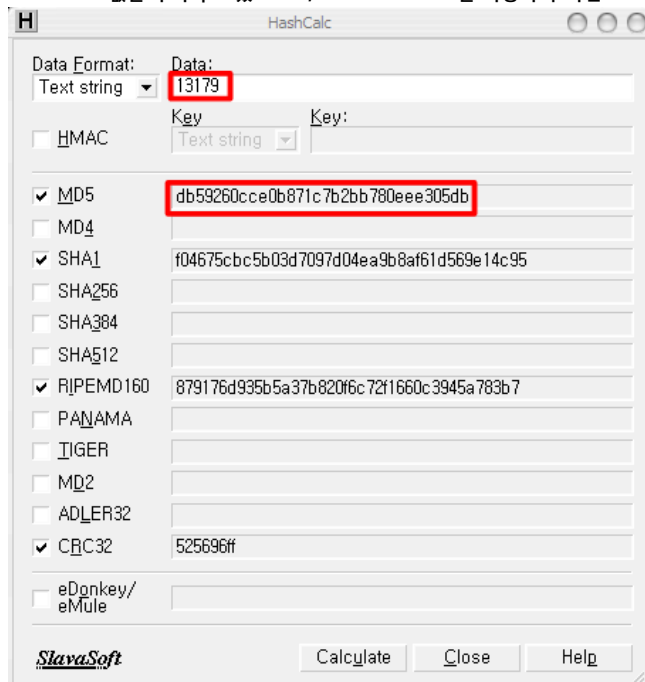 HashCalc
Data Format:
Data:
Text string
13179
HMAC
Key
Key:
Text string
MD5
db59260cce0b871c7b2bb780eee305db
MD4
SHA1
f04675cbc5b03d7097d04ea9b8af61d569e14c95
SHA256
SHA384
SHA512
RIPEMD160
879176d935b5a37b820f6c72f1660c3945a783b7
PANAMA
TIGER
MD2
ADLER32
CRC32
525696ff
eDonkey/
eMule
SlavaSoft
Calculate
Close
Help